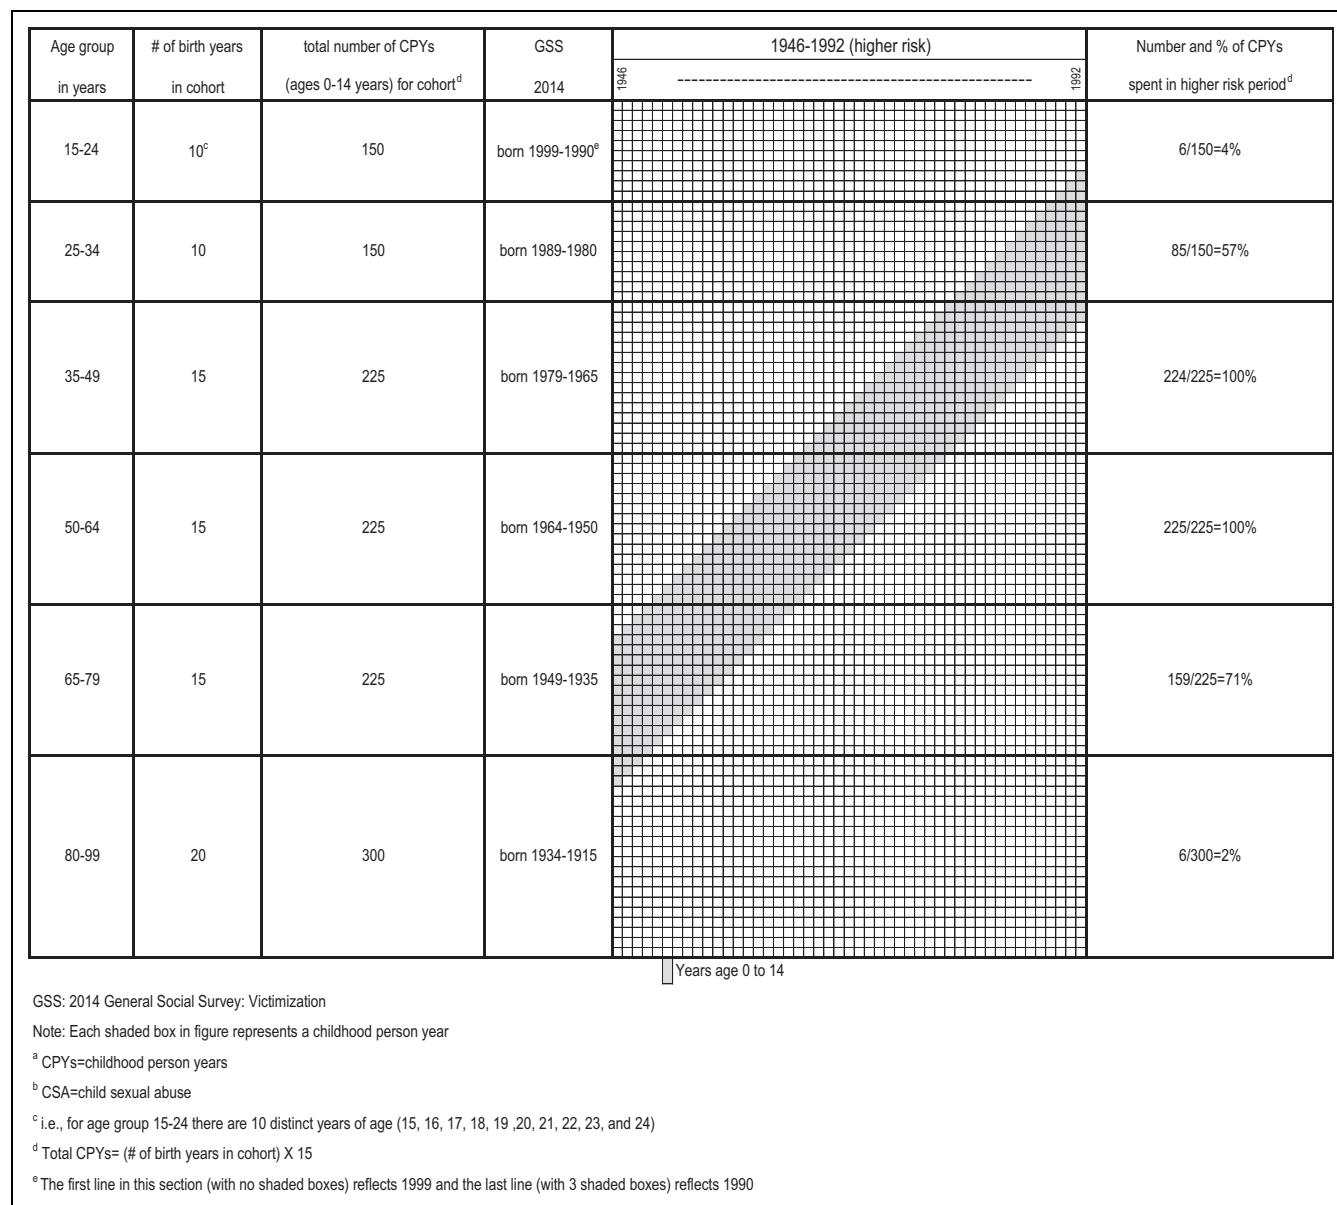 Age group
in years
# of birth years
in cohort
total number of CPYs
(ages 0-14 years) for cohort^d
GSS
2014
1946-1992 (higher risk)
1946 ----------------------------------------------------- 1992
Number and % of CPYs
spent in higher risk period^d
15-24 10^c 150 born 1999-1990^e 6/150=4%
25-34 10 150 born 1989-1980 85/150=57%
35-49 15 225 born 1979-1965 224/225=100%
50-64 15 225 born 1964-1950 225/225=100%
65-79 15 225 born 1949-1935 159/225=71%
80-99 20 300 born 1934-1915 6/300=2%
Years age 0 to 14
GSS: 2014 General Social Survey: Victimization
Note: Each shaded box in figure represents a childhood person year
^a CPYs=childhood person years
^b CSA=child sexual abuse
^c i.e., for age group 15-24 there are 10 distinct years of age (15, 16, 17, 18, 19 ,20, 21, 22, 23, and 24)
^d Total CPYs= (# of birth years in cohort) X 15
^e The first line in this section (with no shaded boxes) reflects 1999 and the last line (with 3 shaded boxes) reflects 1990